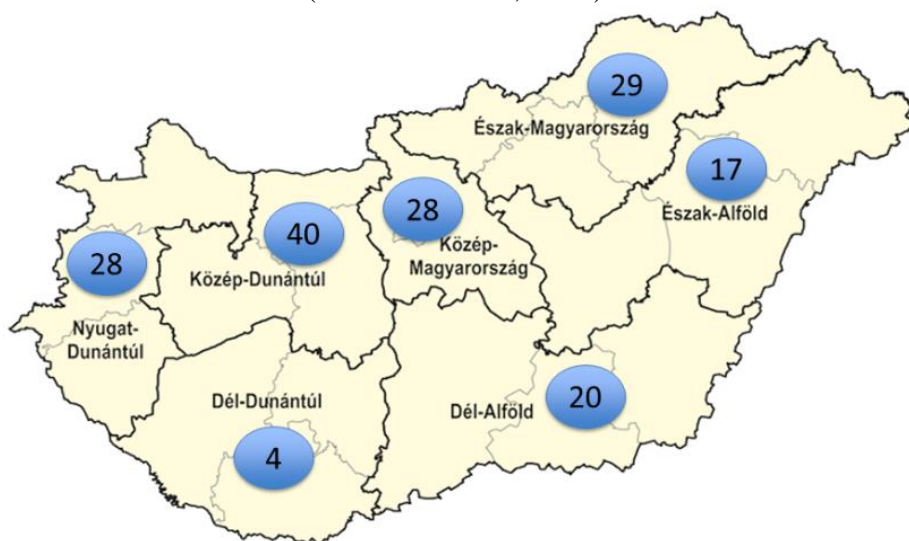 29
Észak-Magyarország
17
Észak-Alföld
28
Közép-
Magyarország
40
Közép-Dunántúl
28
Nyugat-
Dunántúl
Dél-Dunántúl
4
Dél-Alföld
20